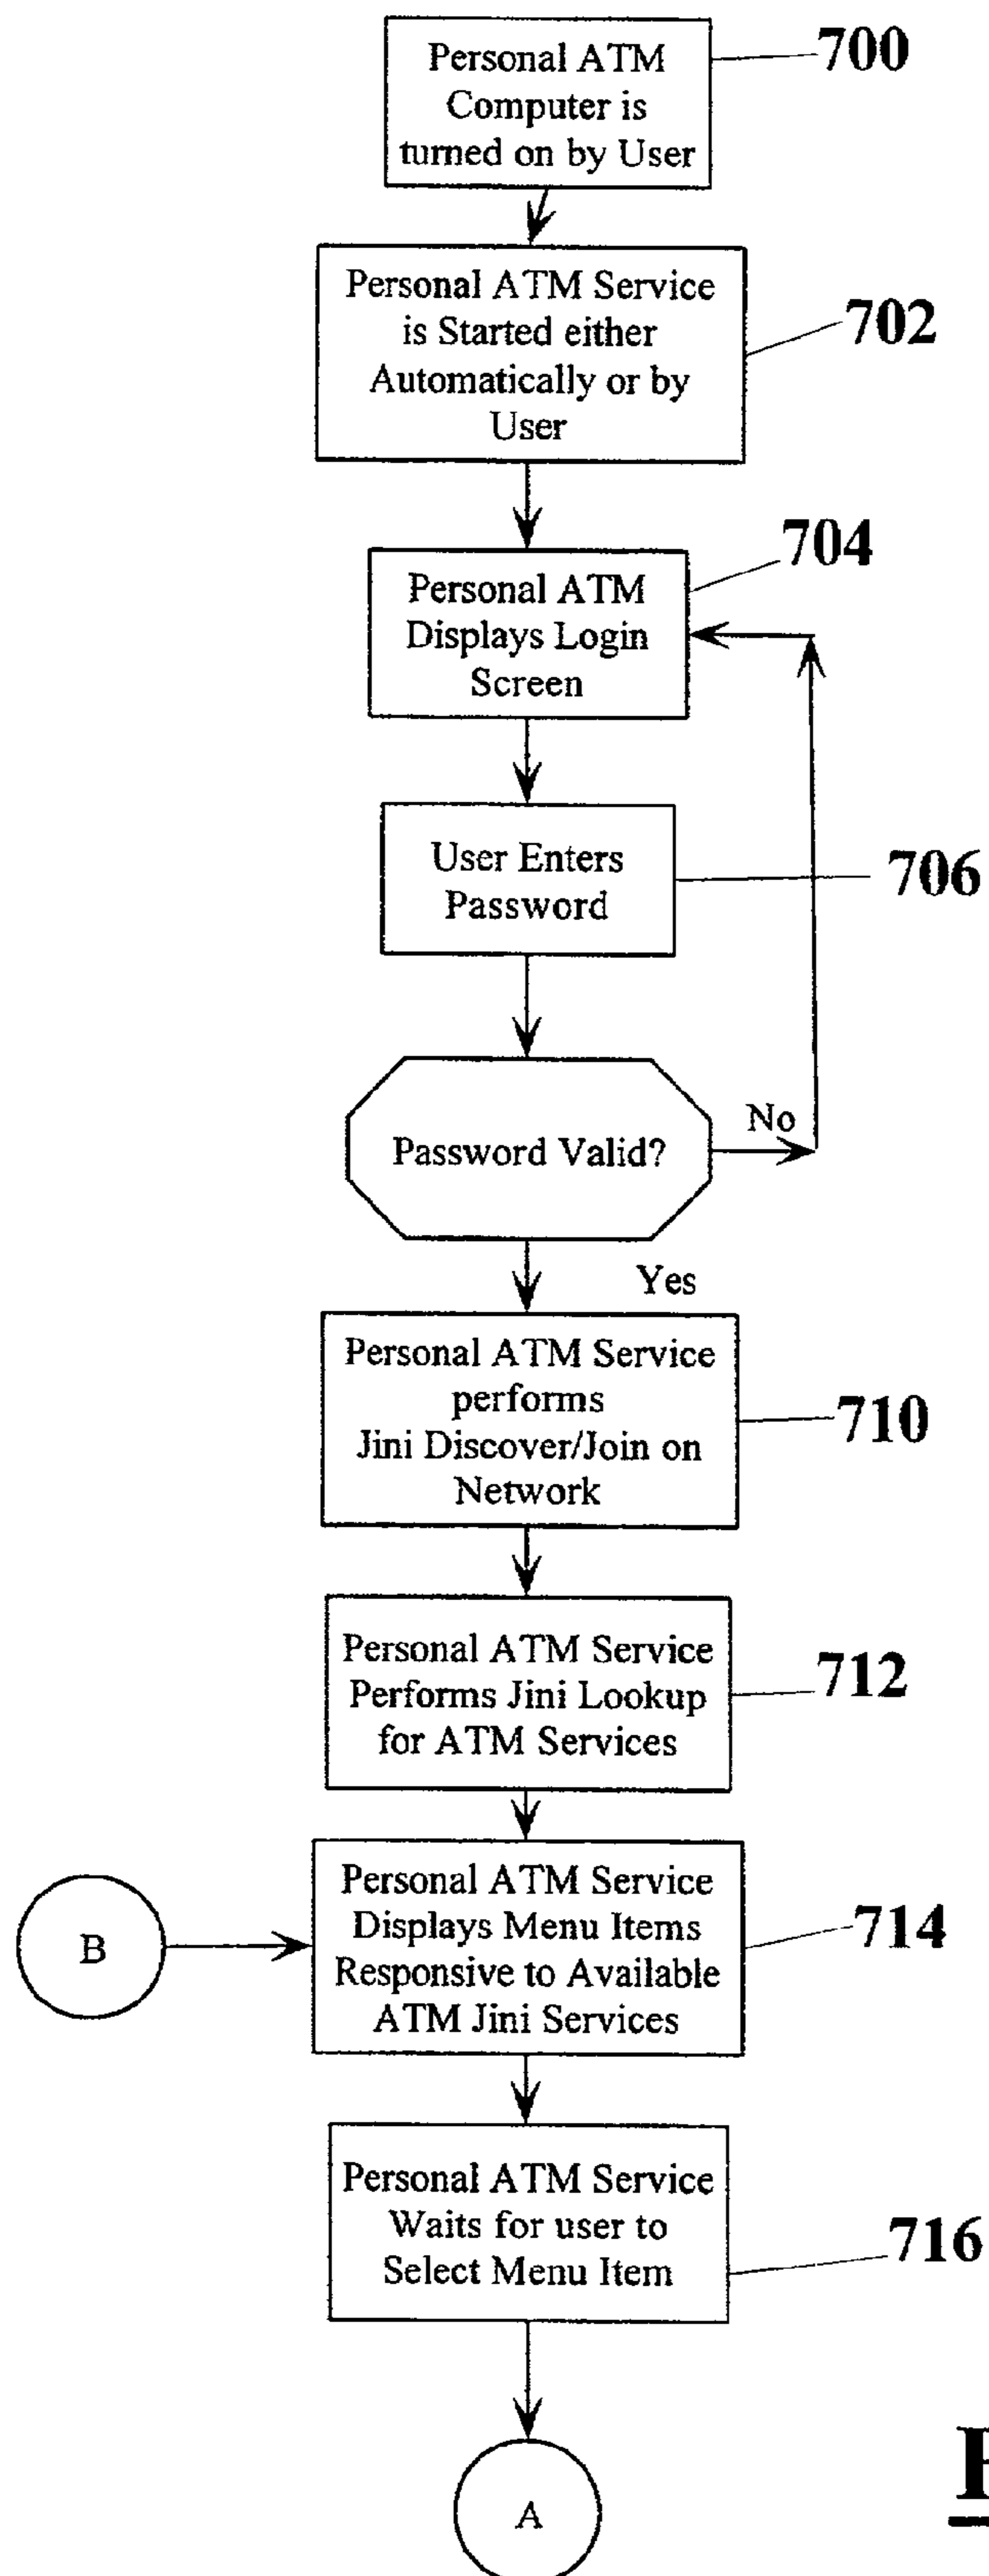 Personal ATM
Computer is
turned on by User
700
Personal ATM Service
is Started either
Automatically or by
User
702
Personal ATM
Displays Login
Screen
704
User Enters
Password
706
Password Valid?
No
Yes
Personal ATM Service
performs
Jini Discover/Join on
Network
710
Personal ATM Service
Performs Jini Lookup
for ATM Services
712
B
Personal ATM Service
Displays Menu Items
Responsive to Available
ATM Jini Services
714
Personal ATM Service
Waits for user to
Select Menu Item
716
A